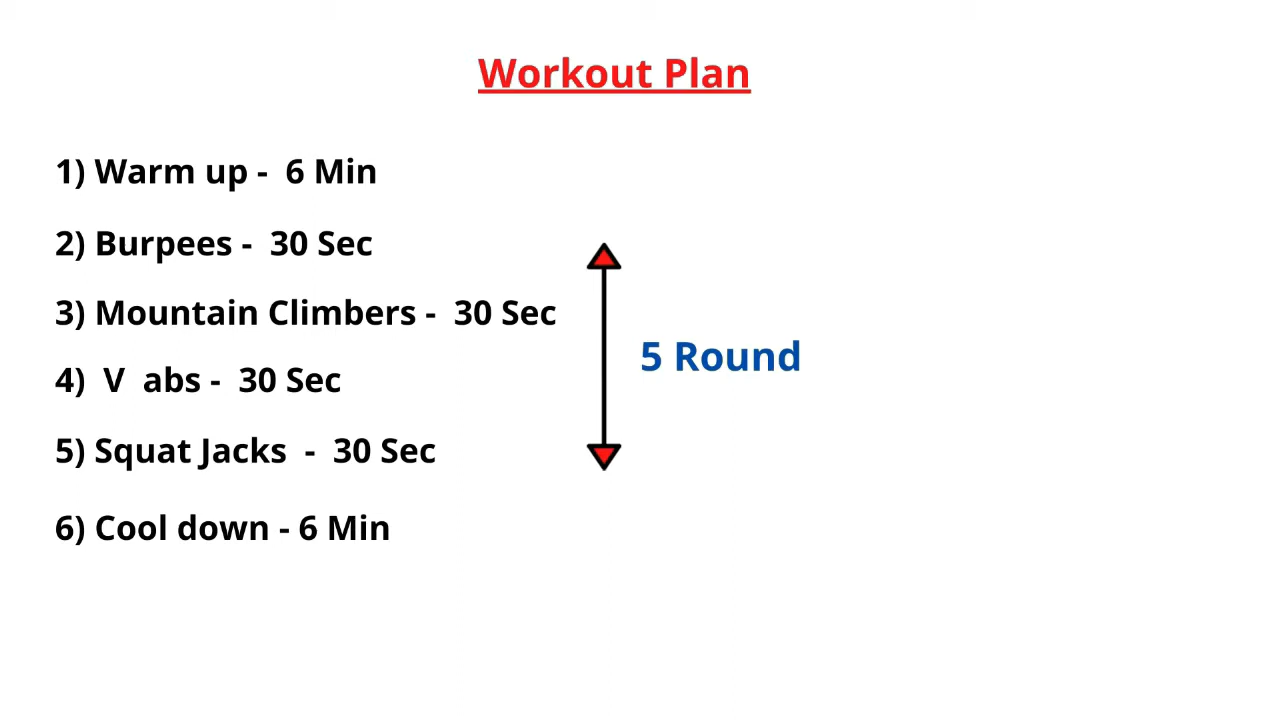 Workout Plan
1) Warm up - 6 Min
2) Burpees - 30 Sec
3) Mountain Climbers - 30 Sec
5 Round
4) V abs - 30 Sec
5) Squat Jacks - 30 Sec
6) Cool down - 6 Min